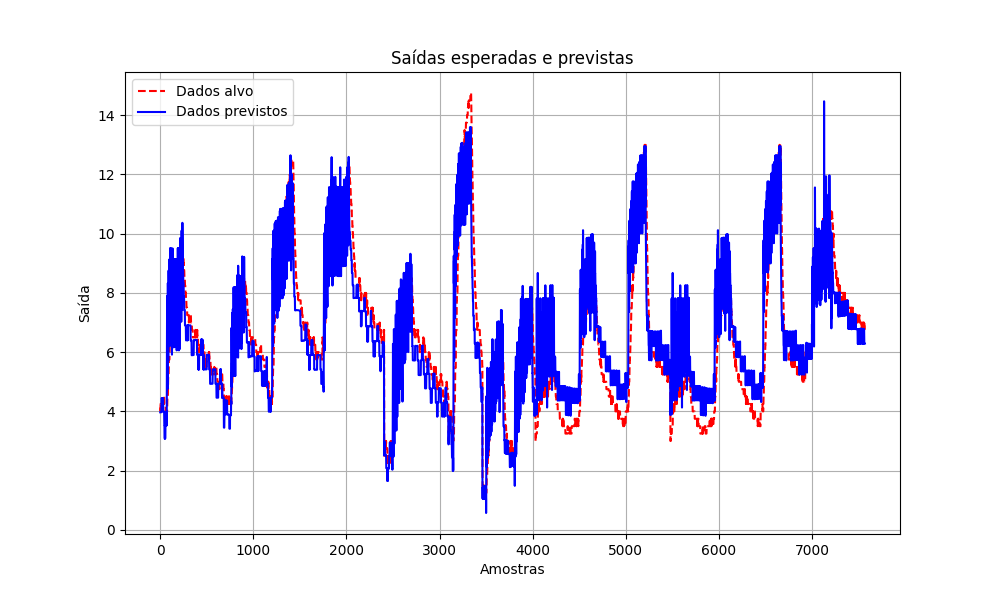 Saídas esperadas e previstas
Dados alvo
Dados previstos
Saída
14
12
10
8
6
4
2
0
0 1000 2000 3000 4000 5000 6000 7000
Amostras